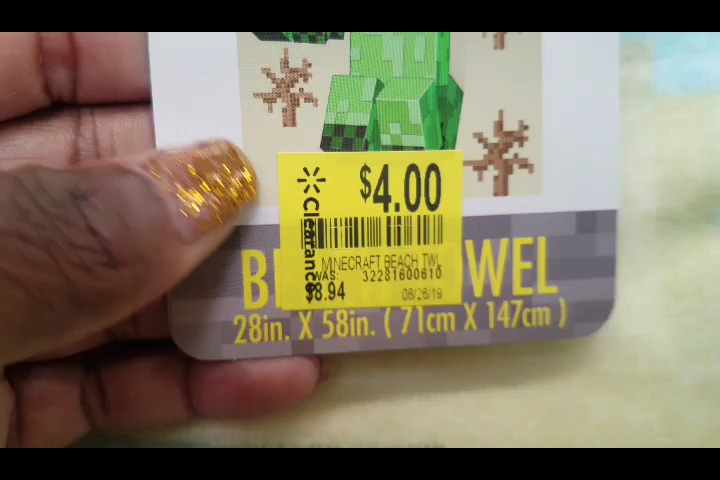 $4.00
Clearance
MINECRAFT BEACH TWL
WAS: 32281600610
$8.94 08/26/19
WEL
28in. X 58in. ( 71cm X 147cm )